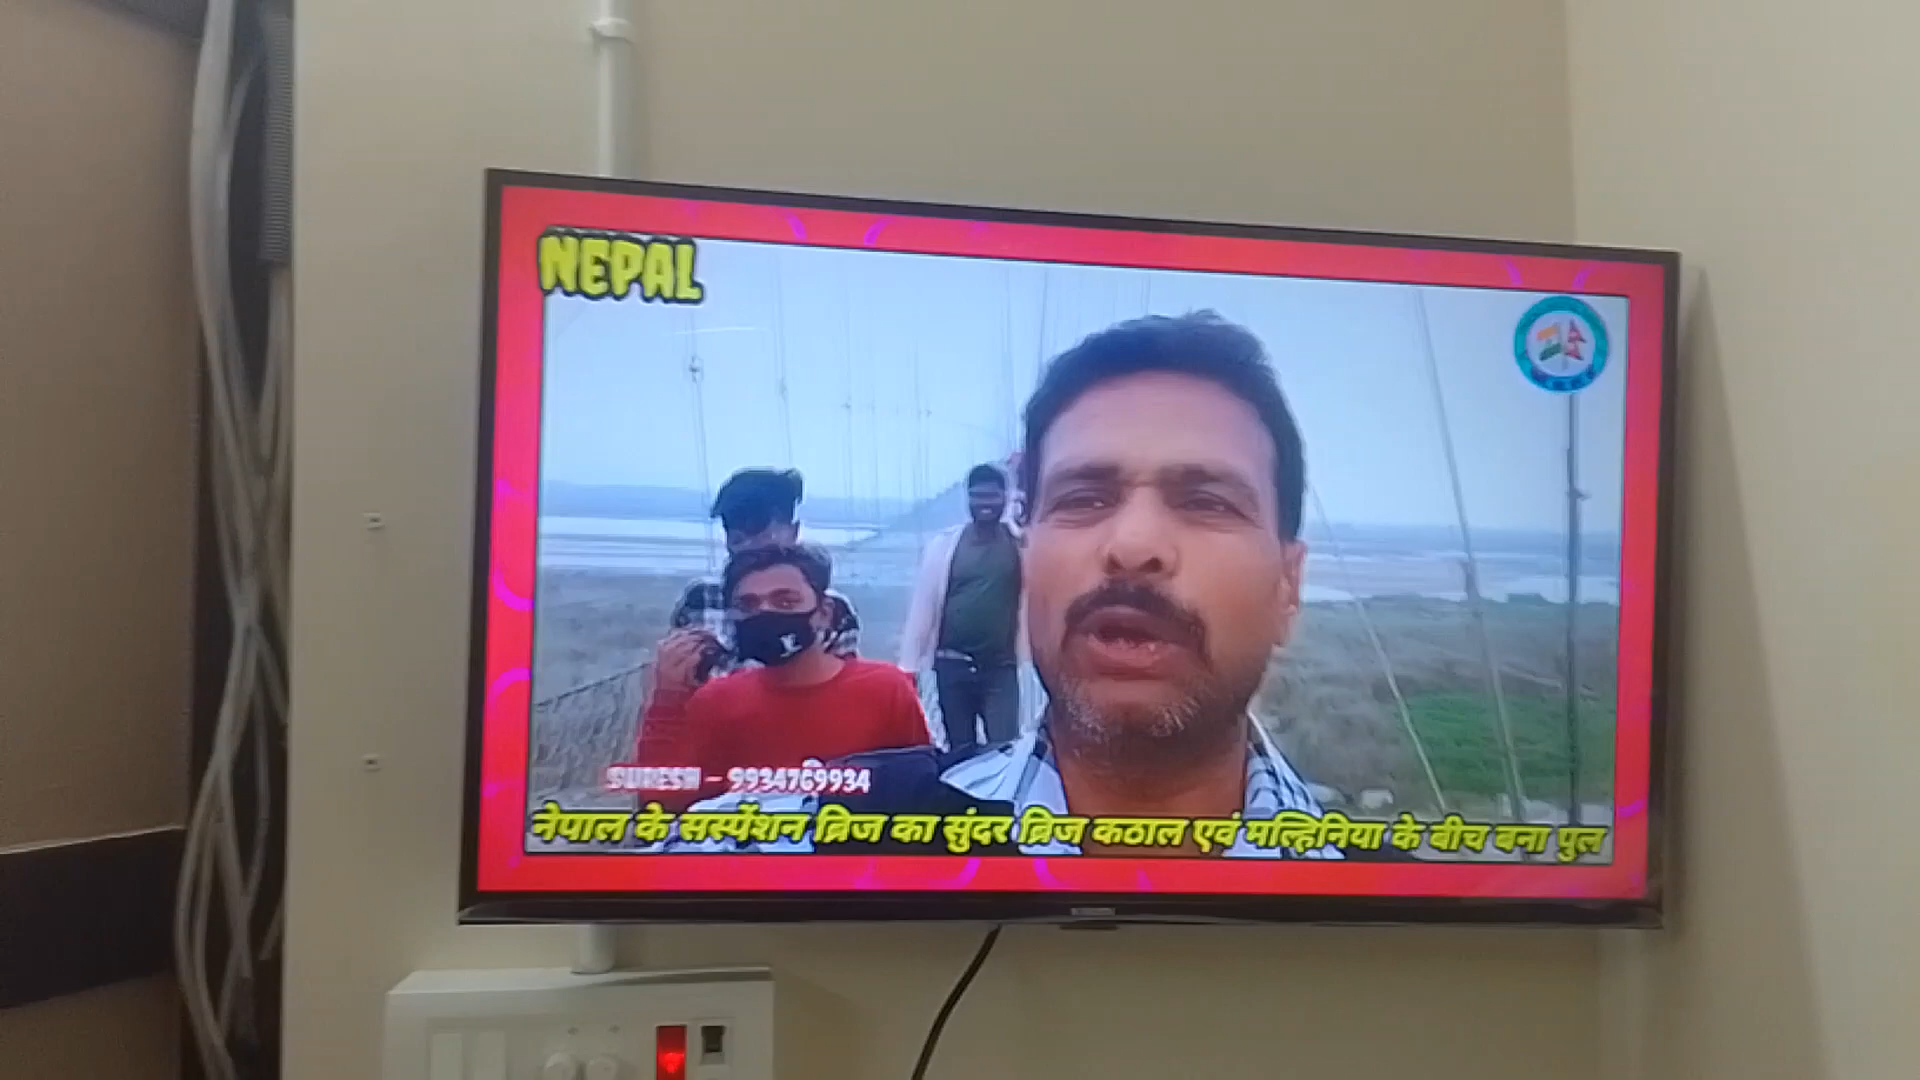 NEPAL
SURESH - 9934769934
नेपाल के सस्पेंशन ब्रिज का सुंदर ब्रिज कठाल एवं मल्हिनिया के बीच बना पुल